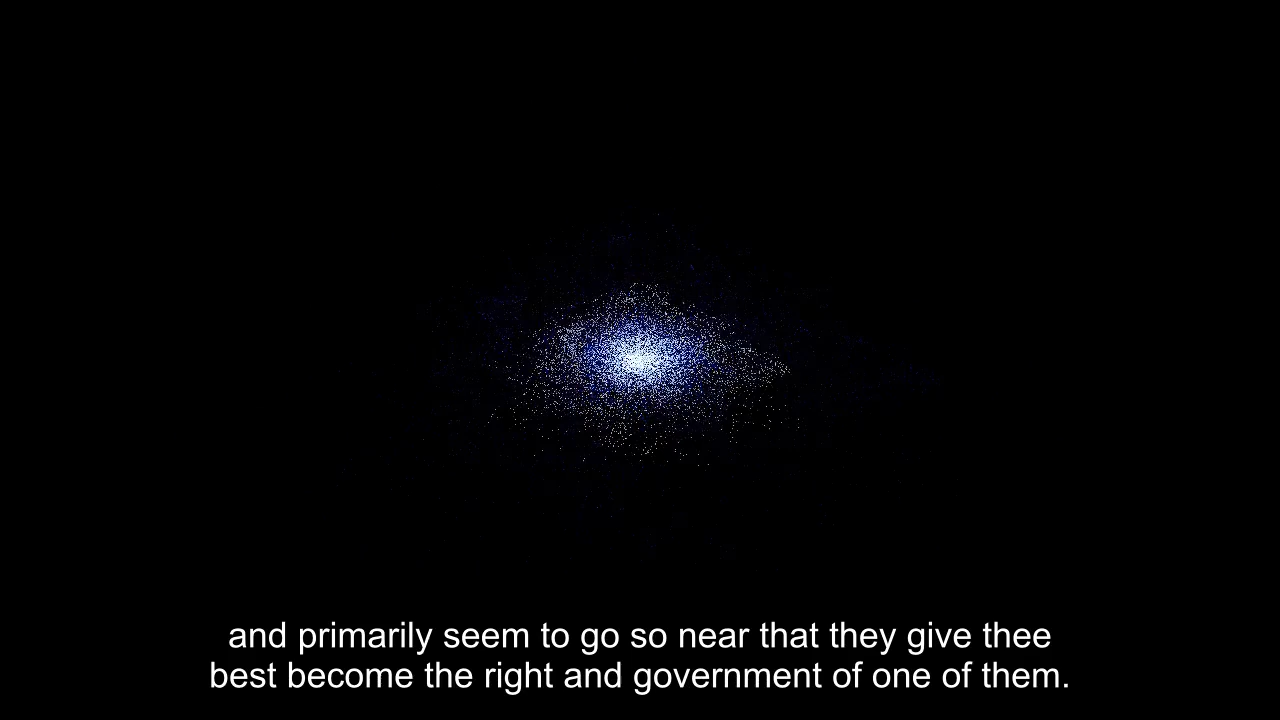 and primarily seem to go so near that they give thee
best become the right and government of one of them.